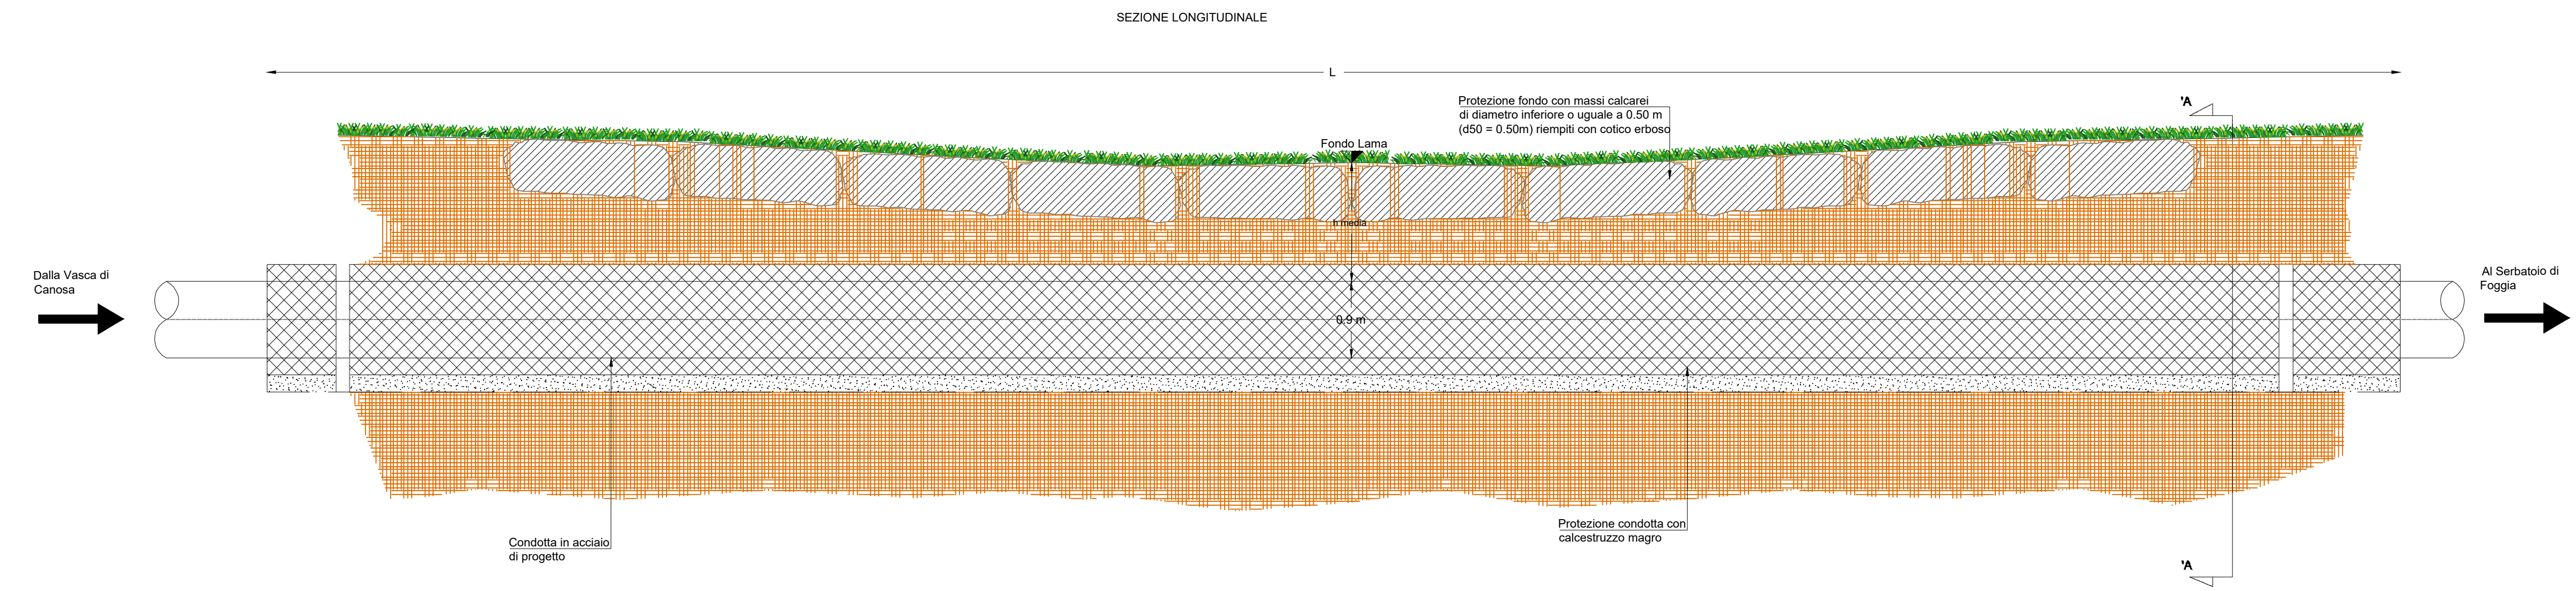 SEZIONE LONGITUDINALE
L
Protezione fondo con massi calcarei
di diametro inferiore o uguale a 0.50 m
(d50 = 0.50m) riempiti con cotico erboso
'A
Fondo Lama
h media
Dalla Vasca di
Canosa
Al Serbatoio di
Foggia
0.9 m
Condotta in acciaio
di progetto
Protezione condotta con
calcestruzzo magro
'A